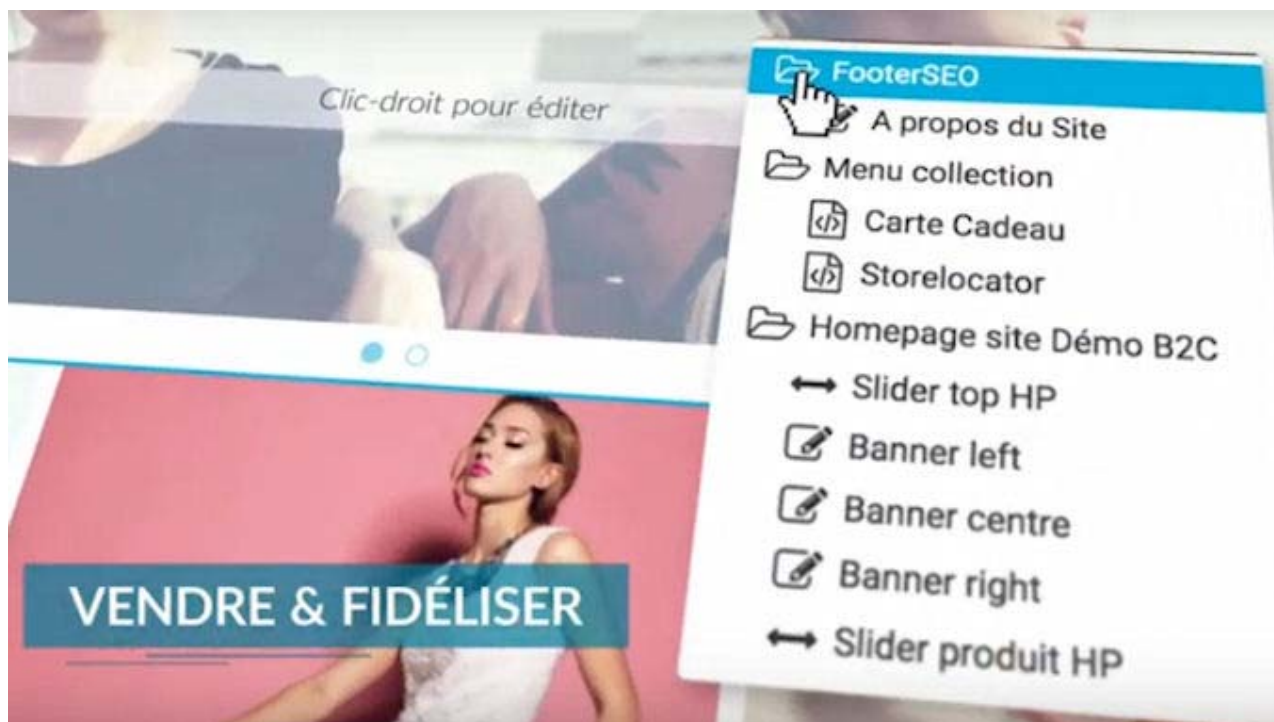 Clic-droit pour éditer
FooterSEO
A propos du Site
Menu collection
Carte Cadeau
Storelocator
Homepage site Démo B2C
Slider top HP
Banner left
Banner centre
Banner right
Slider produit HP
VENDRE & FIDÉLISER